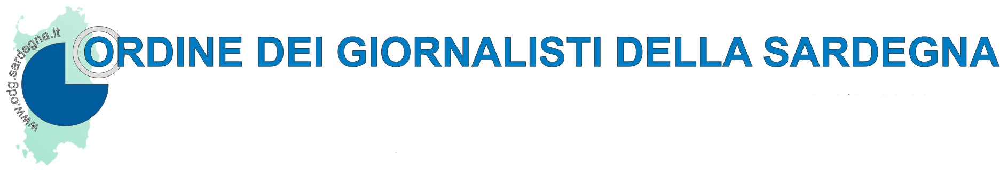 ORDINE DEI GIORNALISTI DELLA SARDEGNA
www.odg.sardegna.it